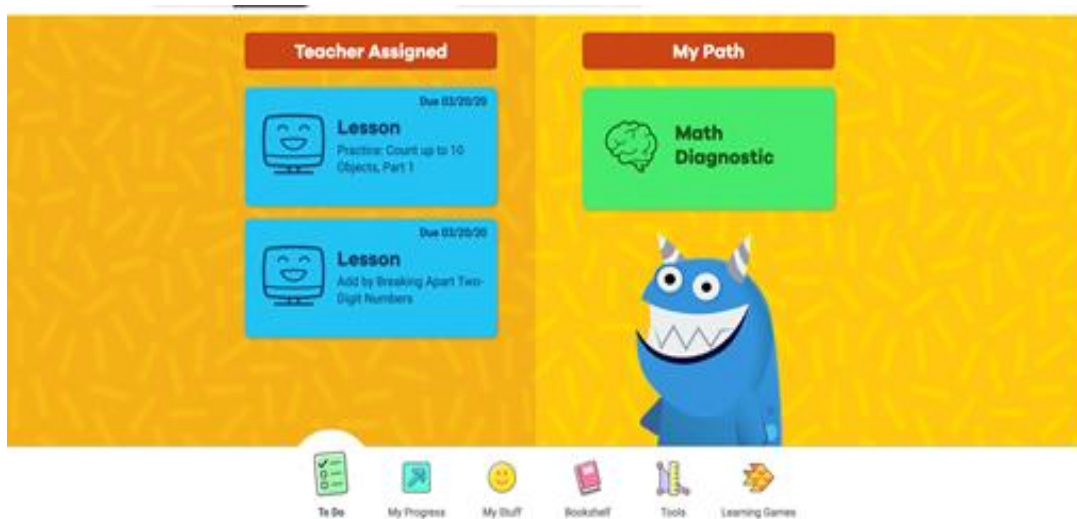 Teacher Assigned
Due 03/20/20
Lesson
Practice: Count up to 10
Objects, Part 1
Due 03/20/20
Lesson
Add by Breaking Apart Two-
Digit Numbers
My Path
Math
Diagnostic
To Do
My Progress
My Stuff
Bookshelf
Tools
Learning Games